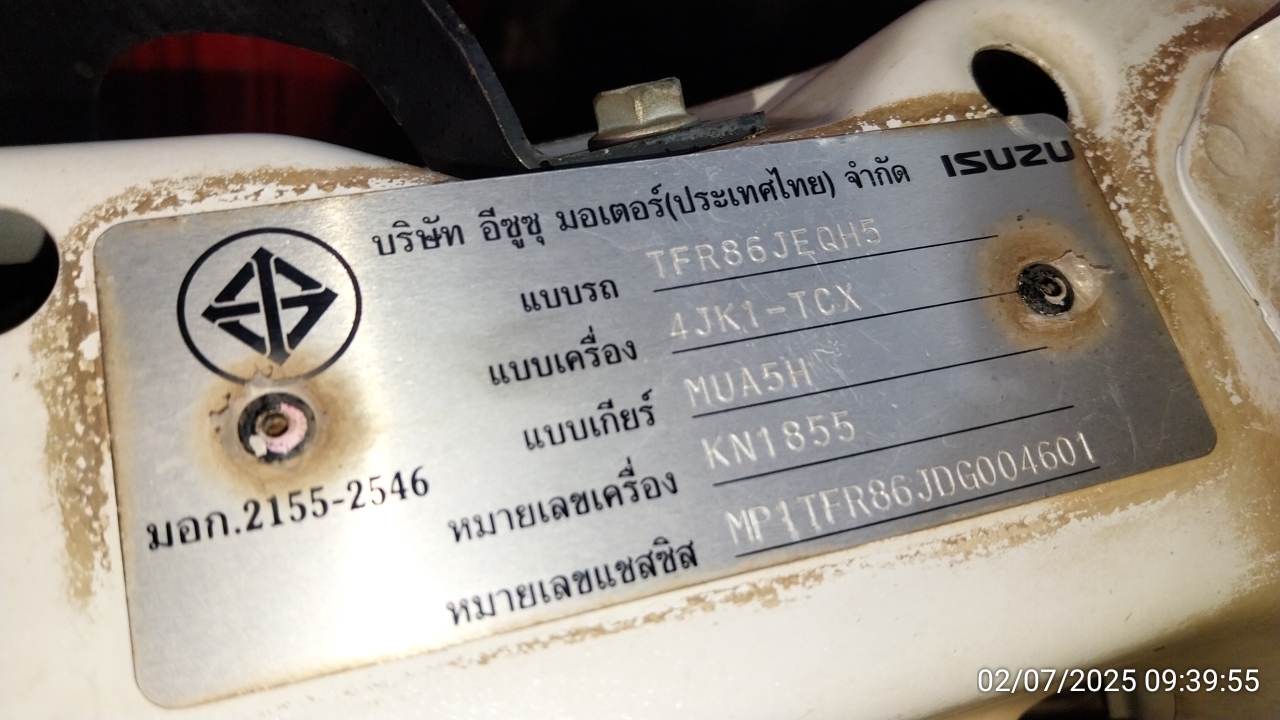 บริษัท อีซูซุ มอเตอร์(ประเทศไทย) จำกัด ISUZU
แบบรถ TFR86JEQH5
แบบเครื่อง 4JK1-TCX
แบบเกียร์ MUA5H
หมายเลขเครื่อง KN1855
หมายเลขแชสซิส MP1TFR86JDG004601
มอก.2155-2546
02/07/2025 09:39:55